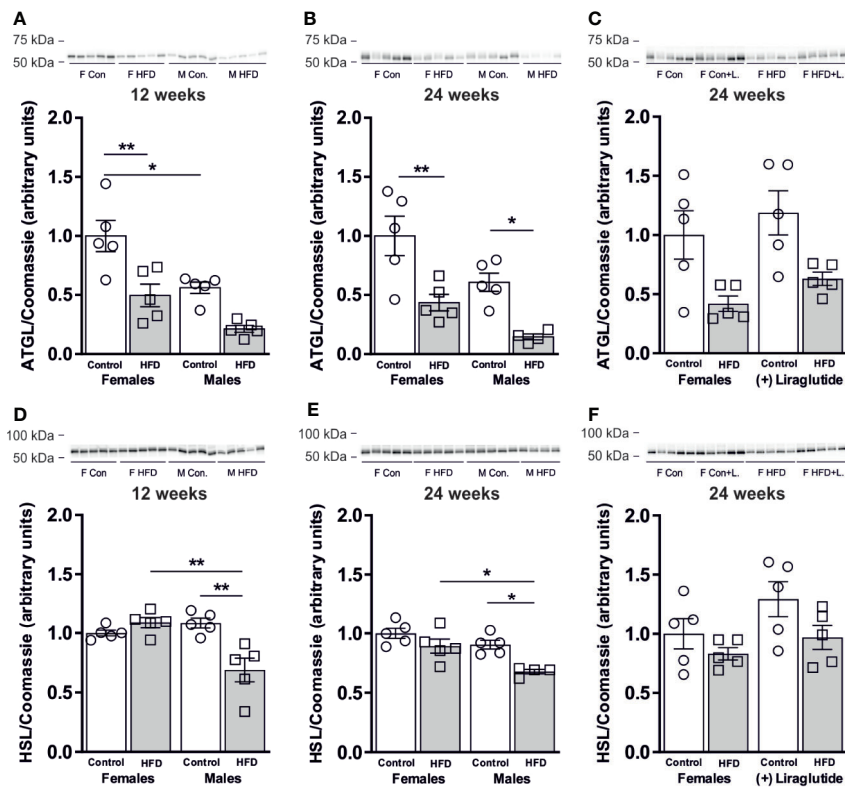 A
75 kDa –
50 kDa –
F Con F HFD M Con. M HFD
12 weeks
ATGL/Coomassie (arbitrary units)
2.0
1.5
1.0
0.5
0.0
**
*
Control HFD Control HFD
Females Males
B
75 kDa –
50 kDa –
F Con F HFD M Con. M HFD
24 weeks
ATGL/Coomassie (arbitrary units)
2.0
1.5
1.0
0.5
0.0
**
*
Control HFD Control HFD
Females Males
C
75 kDa –
50 kDa –
F Con F Con+L. F HFD F HFD+L.
24 weeks
ATGL/Coomassie (arbitrary units)
2.0
1.5
1.0
0.5
0.0
Control HFD Control HFD
Females (+) Liraglutide
D
100 kDa –
50 kDa –
F Con F HFD M Con. M HFD
12 weeks
HSL/Coomassie (arbitrary units)
2.0
1.5
1.0
0.5
0.0
**
**
Control HFD Control HFD
Females Males
E
100 kDa –
50 kDa –
F Con F HFD M Con. M HFD
24 weeks
HSL/Coomassie (arbitrary units)
2.0
1.5
1.0
0.5
0.0
*
*
Control HFD Control HFD
Females Males
F
100 kDa –
50 kDa –
F Con F Con+L. F HFD F HFD+L.
24 weeks
HSL/Coomassie (arbitrary units)
2.0
1.5
1.0
0.5
0.0
Control HFD Control HFD
Females (+) Liraglutide